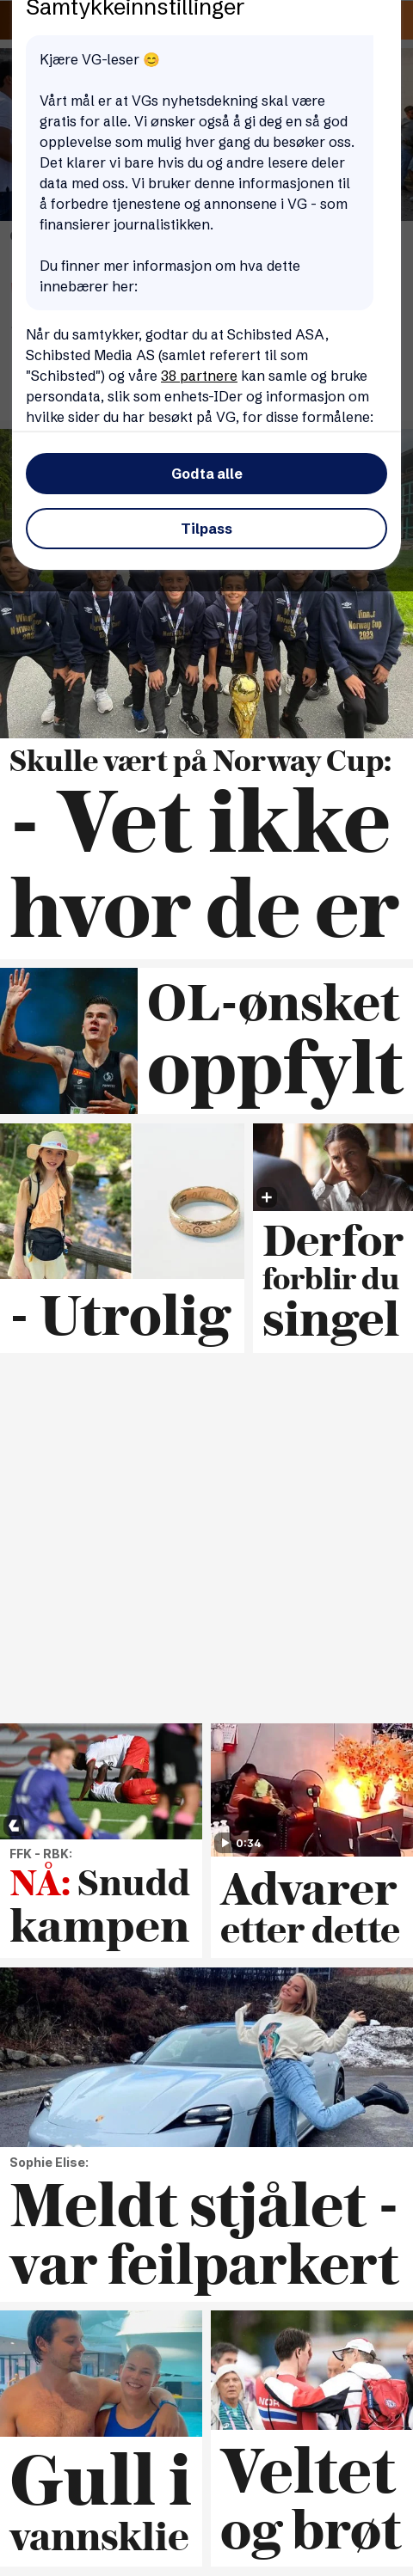 Samtykkeinnstillinger
Kjære VG-leser 😊
Vårt mål er at VGs nyhetsdekning skal være
gratis for alle. Vi ønsker også å gi deg en så god
opplevelse som mulig hver gang du besøker oss.
Det klarer vi bare hvis du og andre lesere deler
data med oss. Vi bruker denne informasjonen til
å forbedre tjenestene og annonsene i VG - som
finansierer journalistikken.
Du finner mer informasjon om hva dette
innebærer her:
Når du samtykker, godtar du at Schibsted ASA,
Schibsted Media AS (samlet referert til som
"Schibsted") og våre 38 partnere kan samle og bruke
persondata, slik som enhets-IDer og informasjon om
hvilke sider du har besøkt på VG, for disse formålene:
Godta alle
Tilpass
Norway Cup
2023
Norway Cup
2023
Skulle vært på Norway Cup:
- Vet ikke
hvor de er
OL-ønsket
oppfylt
- Utrolig
Derfor
forblir du
singel
FFK - RBK:
NÅ: Snudd
kampen
0:34
Advarer
etter dette
Sophie Elise:
Meldt stjålet -
var feilparkert
Gull i
vannsklie
NOR
Veltet
og brøt